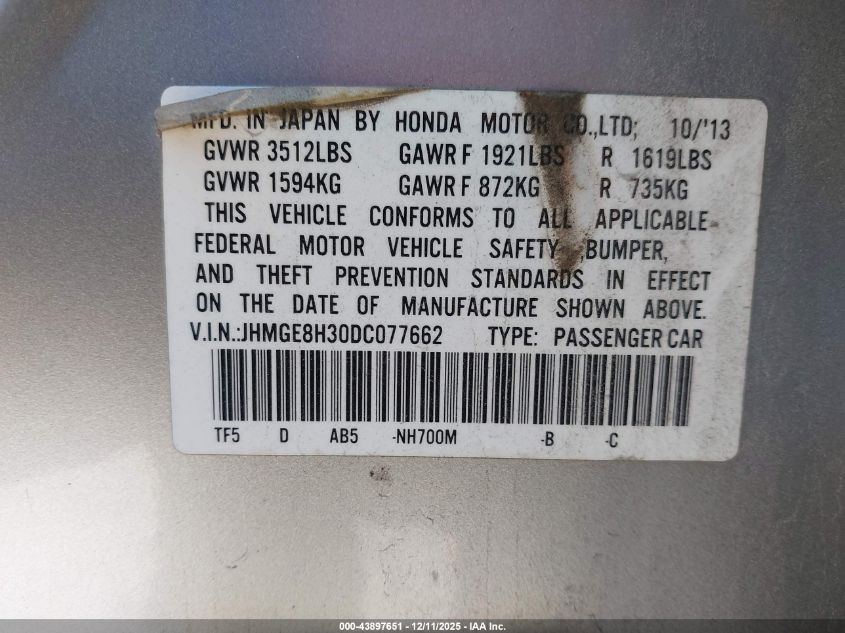 MFD. IN JAPAN BY HONDA MOTOR CO.,LTD; 10/'13
GVWR 3512LBS GAWR F 1921LBS R 1619LBS
GVWR 1594KG GAWR F 872KG R 735KG
THIS VEHICLE CONFORMS TO ALL APPLICABLE
FEDERAL MOTOR VEHICLE SAFETY ,BUMPER,
AND THEFT PREVENTION STANDARDS IN EFFECT
ON THE DATE OF MANUFACTURE SHOWN ABOVE.
V.I.N.:JHMGE8H30DC077662 TYPE: PASSENGER CAR
TF5 D AB5 -NH700M -B -C
000-43897651 - 12/11/2025 - IAA Inc.